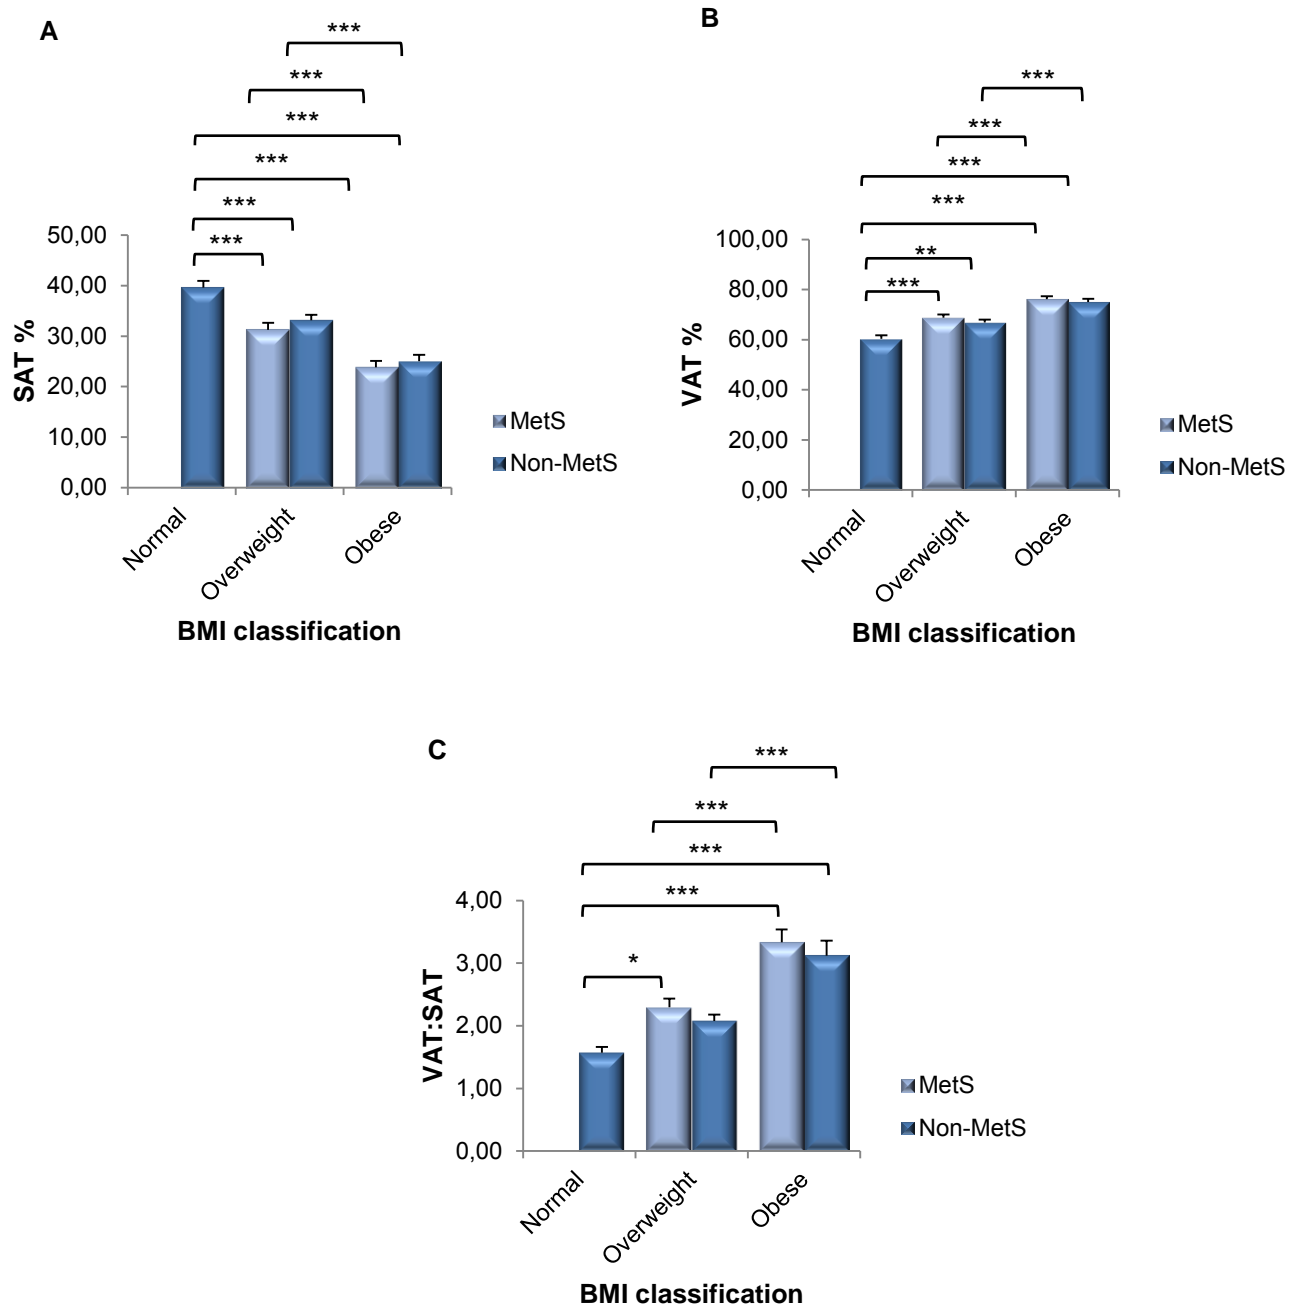 A
***
***
***
***
***
***
50,00
40,00
30,00
20,00
10,00
0,00
SAT %
MetS
Non-MetS
Normal
Overweight
Obese
BMI classification
B
***
***
***
***
**
***
100,00
80,00
60,00
40,00
20,00
0,00
VAT %
MetS
Non-MetS
Normal
Overweight
Obese
BMI classification
C
***
***
***
***
*
4,00
3,00
2,00
1,00
0,00
VAT:SAT
MetS
Non-MetS
Normal
Overweight
Obese
BMI classification